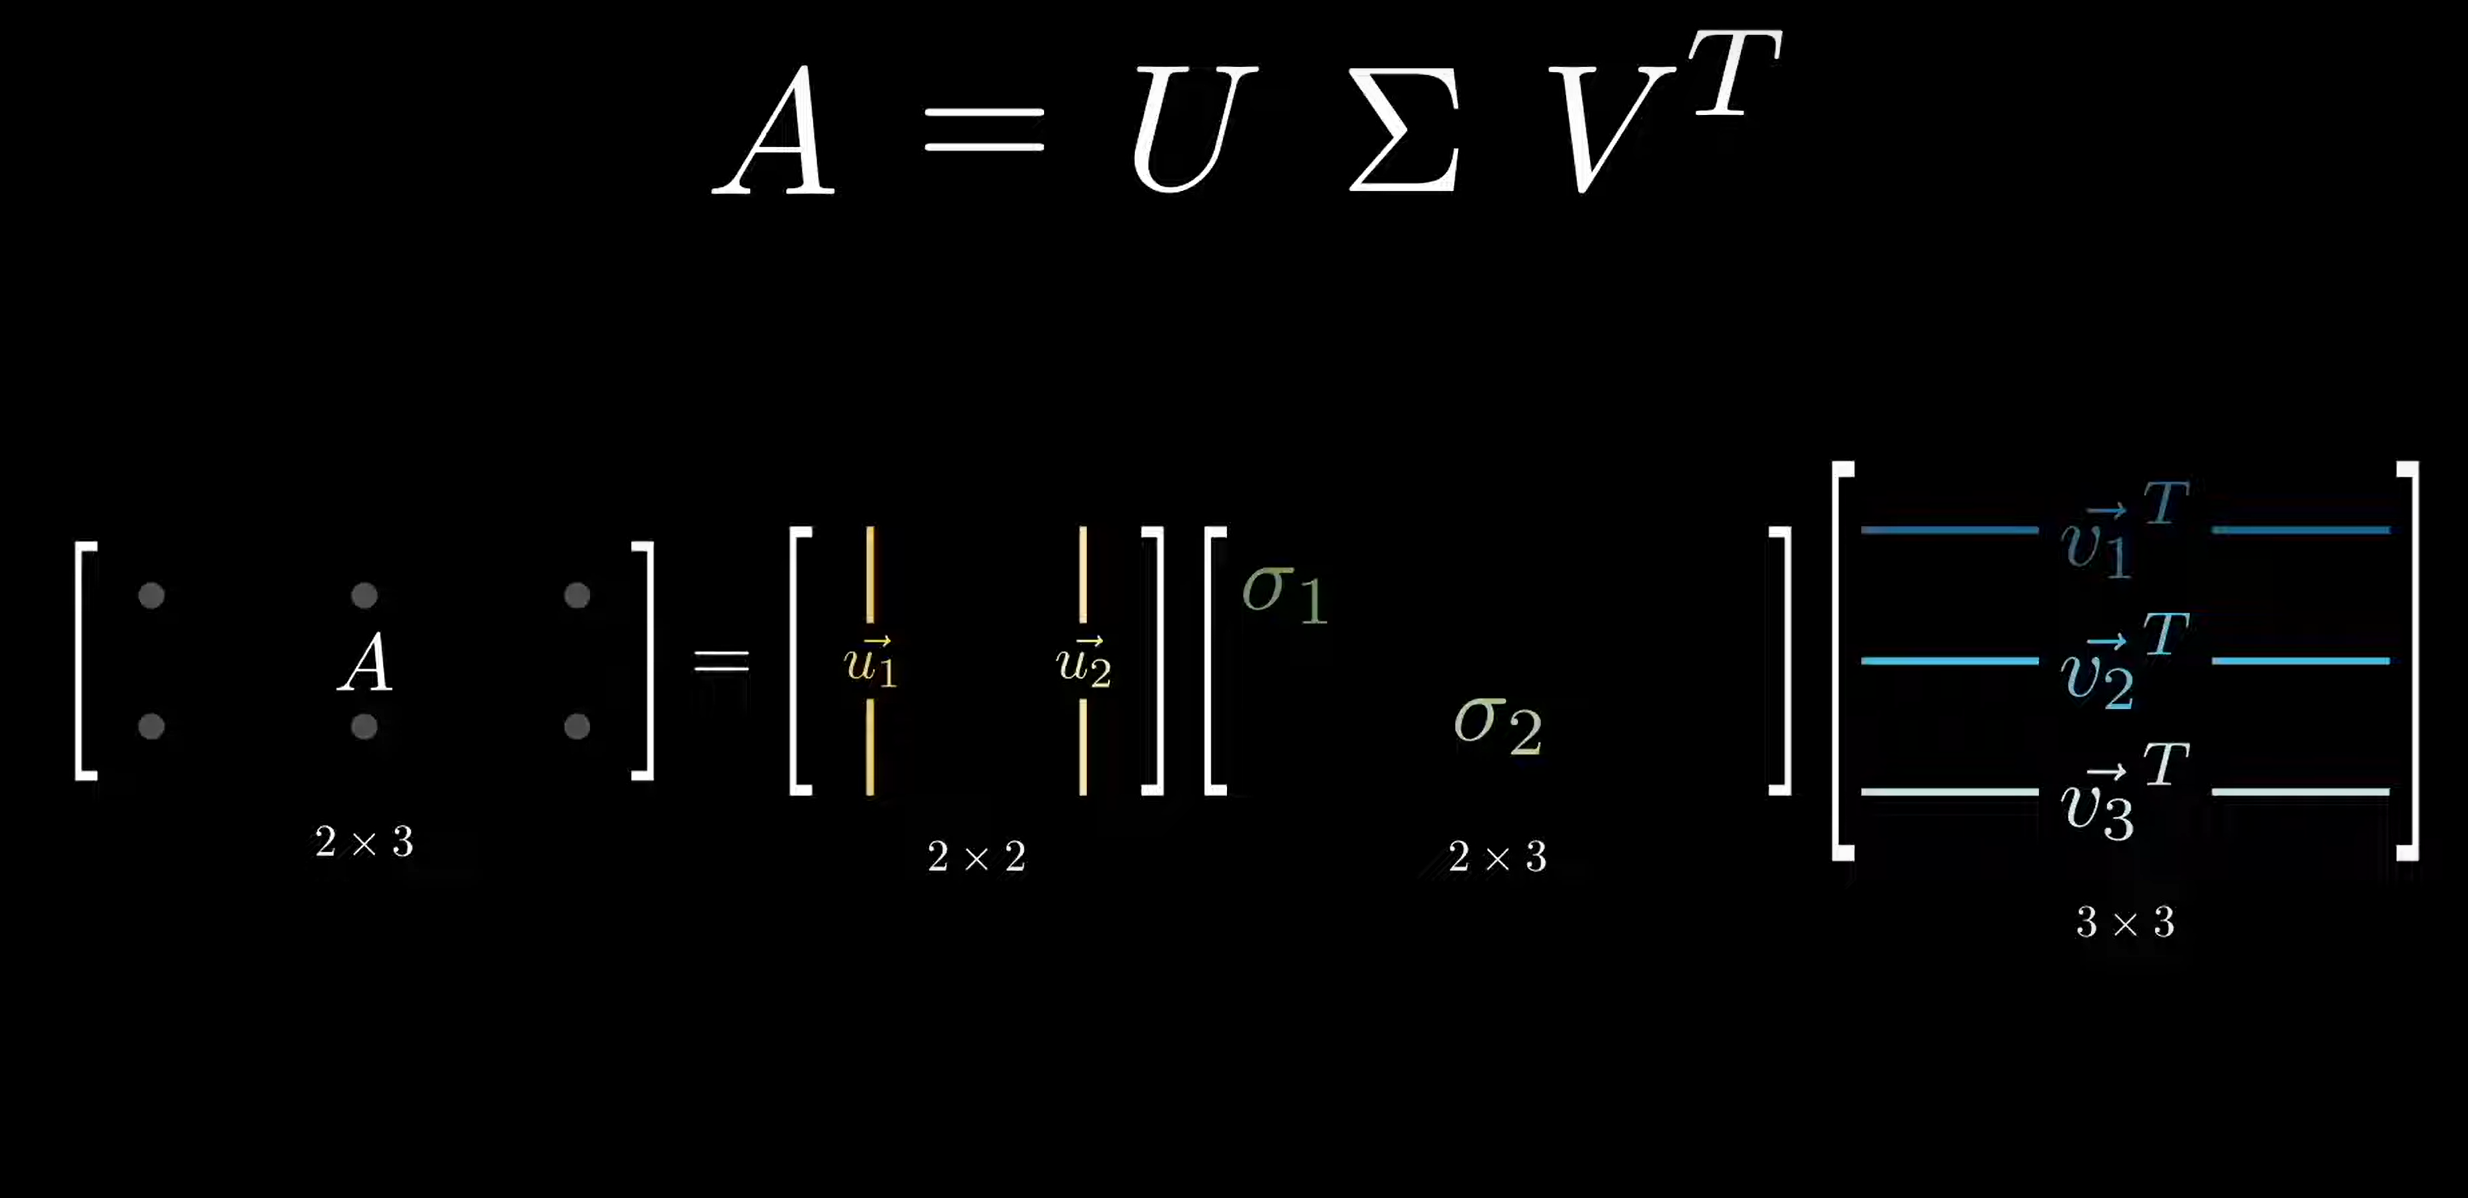 A = U Σ V^T
[A] = [u⃗₁ u⃗₂] [σ₁ σ₂] [v⃗₁^T v⃗₂^T v⃗₃^T]
2 × 3 2 × 2 2 × 3 3 × 3